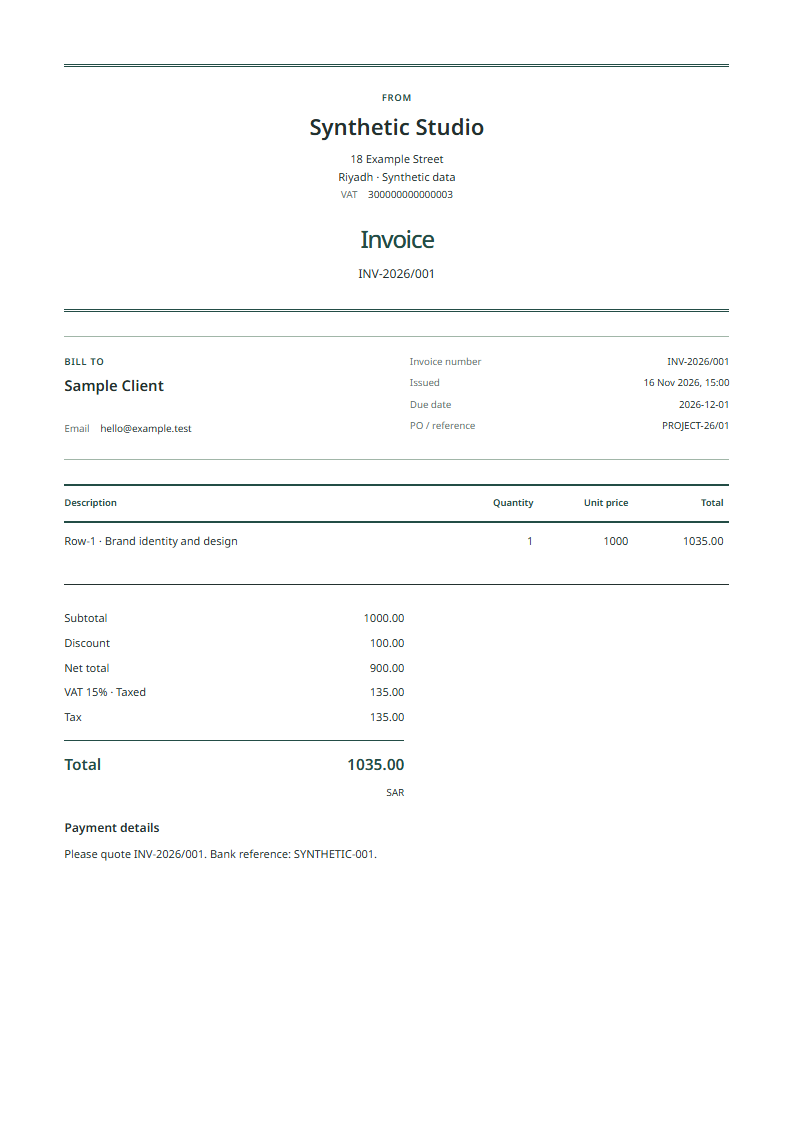 FROM
Synthetic Studio
18 Example Street
Riyadh · Synthetic data
VAT 300000000000003
Invoice
INV-2026/001
BILL TO
Sample Client
Email hello@example.test
Invoice number INV-2026/001
Issued 16 Nov 2026, 15:00
Due date 2026-12-01
PO / reference PROJECT-26/01
Description Quantity Unit price Total
Row-1 · Brand identity and design 1 1000 1035.00
Subtotal 1000.00
Discount 100.00
Net total 900.00
VAT 15% · Taxed 135.00
Tax 135.00
Total 1035.00
SAR
Payment details
Please quote INV-2026/001. Bank reference: SYNTHETIC-001.